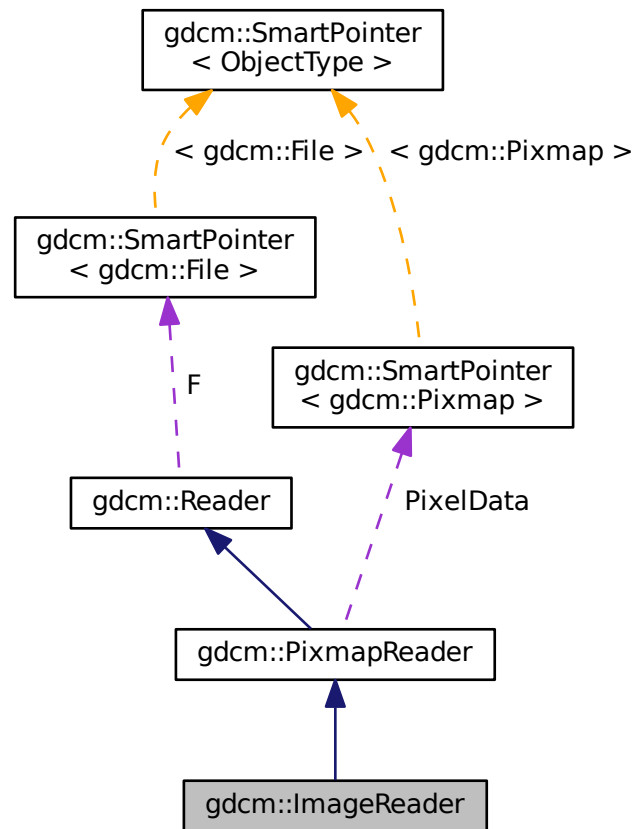 gdcm::SmartPointer
< ObjectType >
< gdcm::File >
< gdcm::Pixmap >
gdcm::SmartPointer
< gdcm::File >
gdcm::SmartPointer
< gdcm::Pixmap >
F
gdcm::Reader
PixelData
gdcm::PixmapReader
gdcm::ImageReader